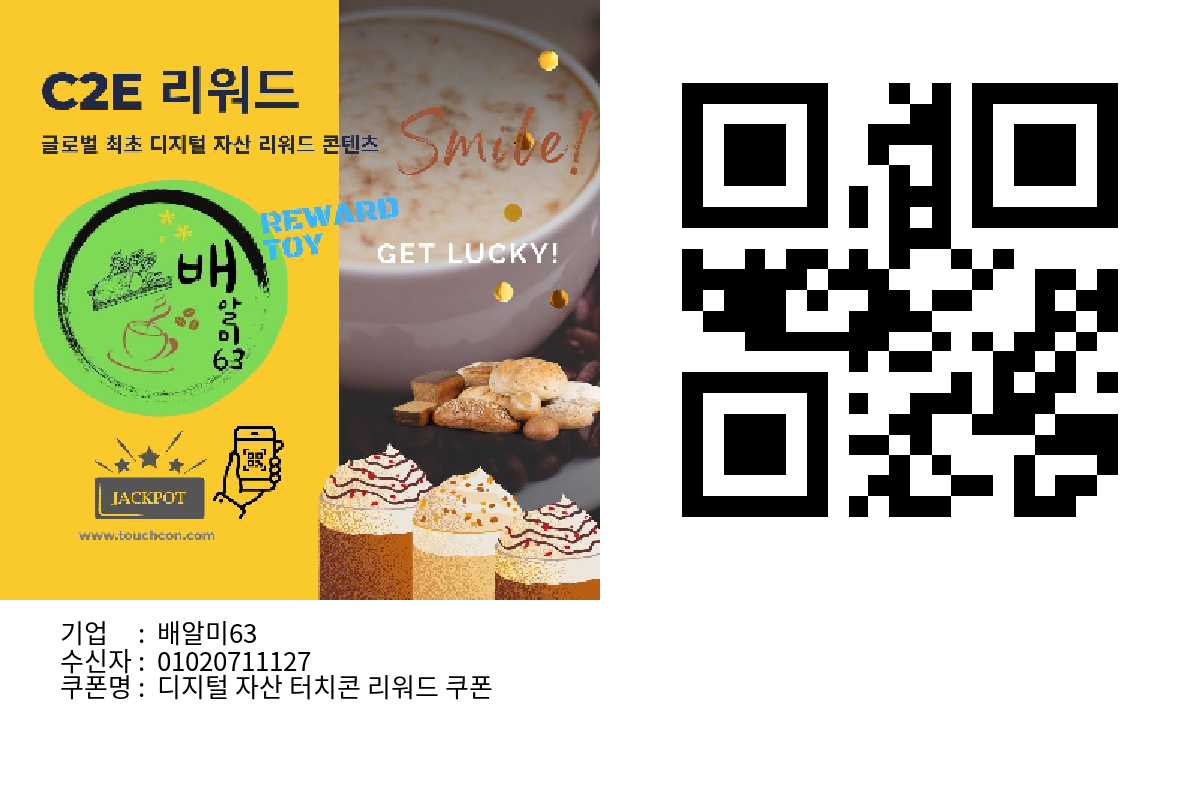 C2E 리워드
글로벌 최초 디지털 자산 리워드 콘텐츠
Smile!
REWARD
TOY
GET LUCKY!
배
알
미
63
JACKPOT
www.touchcon.com
기업 : 배알미63
수신자 : 01020711127
쿠폰명 : 디지털 자산 터치콘 리워드 쿠폰